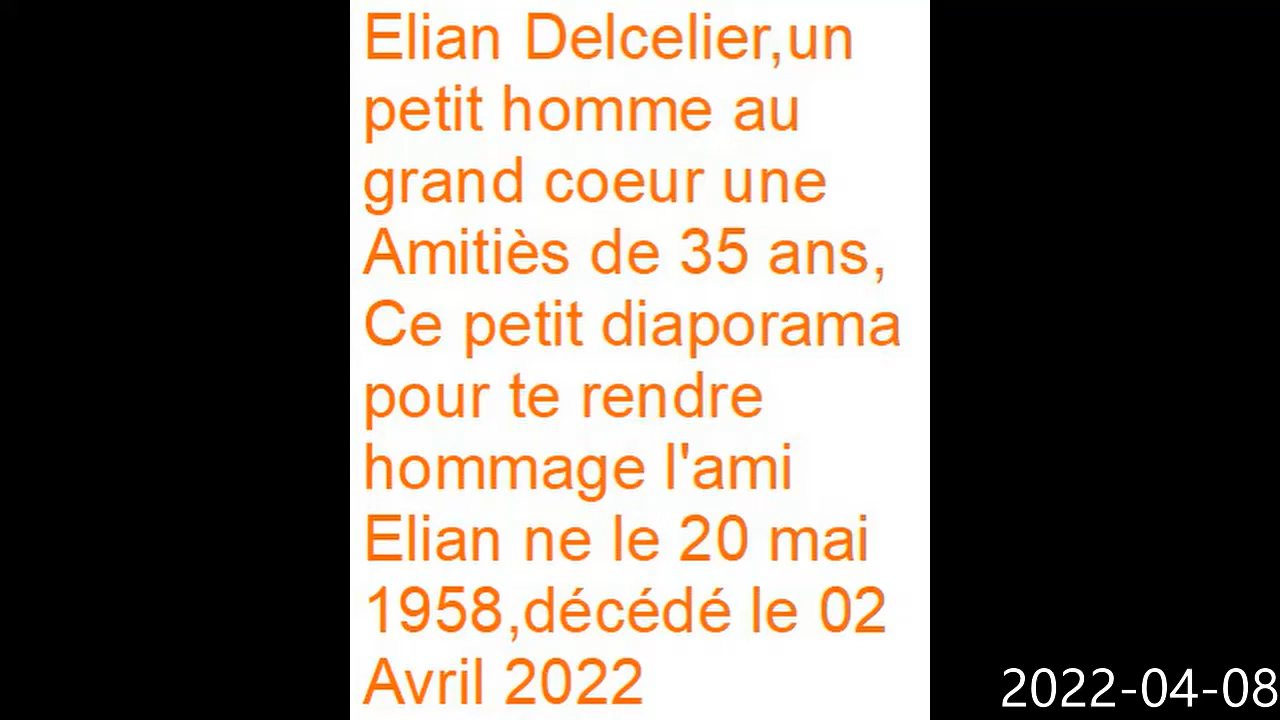 Elian Delcelier,un
petit homme au
grand coeur une
Amitiès de 35 ans,
Ce petit diaporama
pour te rendre
hommage l'ami
Elian ne le 20 mai
1958,décédé le 02
Avril 2022
2022-04-08